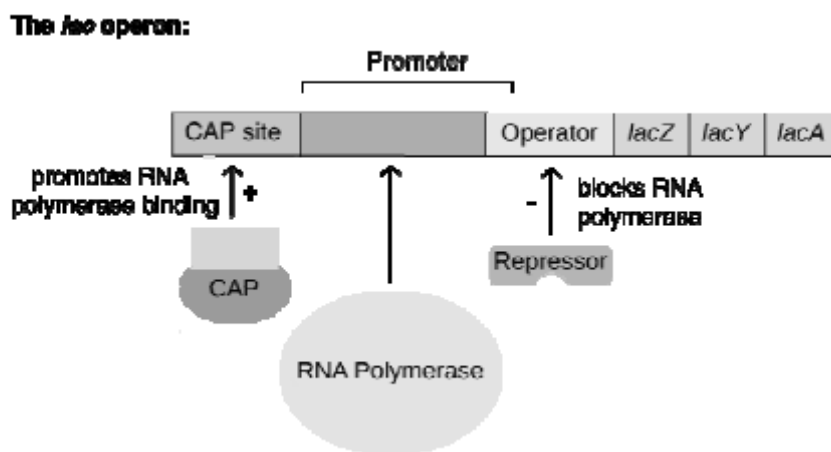 The lac operon:
Promoter
CAP site Operator lacZ lacY lacA
promotes RNA
polymerase binding
+
-
blocks RNA
polymerase
CAP
Repressor
RNA Polymerase